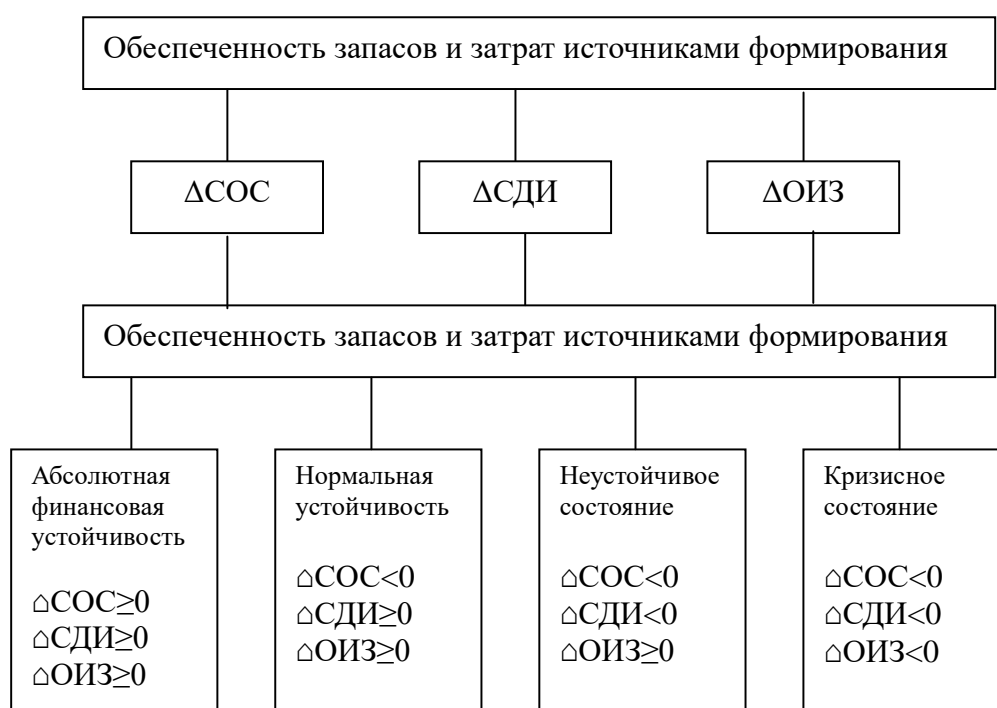 Обеспеченность запасов и затрат источниками формирования
ΔСОС
ΔСДИ
ΔОИЗ
Обеспеченность запасов и затрат источниками формирования
Абсолютная
финансовая
устойчивость
⌂СОС≥0
⌂СДИ≥0
⌂ОИЗ≥0
Нормальная
устойчивость
⌂СОС<0
⌂СДИ≥0
⌂ОИЗ≥0
Неустойчивое
состояние
⌂СОС<0
⌂СДИ<0
⌂ОИЗ≥0
Кризисное
состояние
⌂СОС<0
⌂СДИ<0
⌂ОИЗ<0